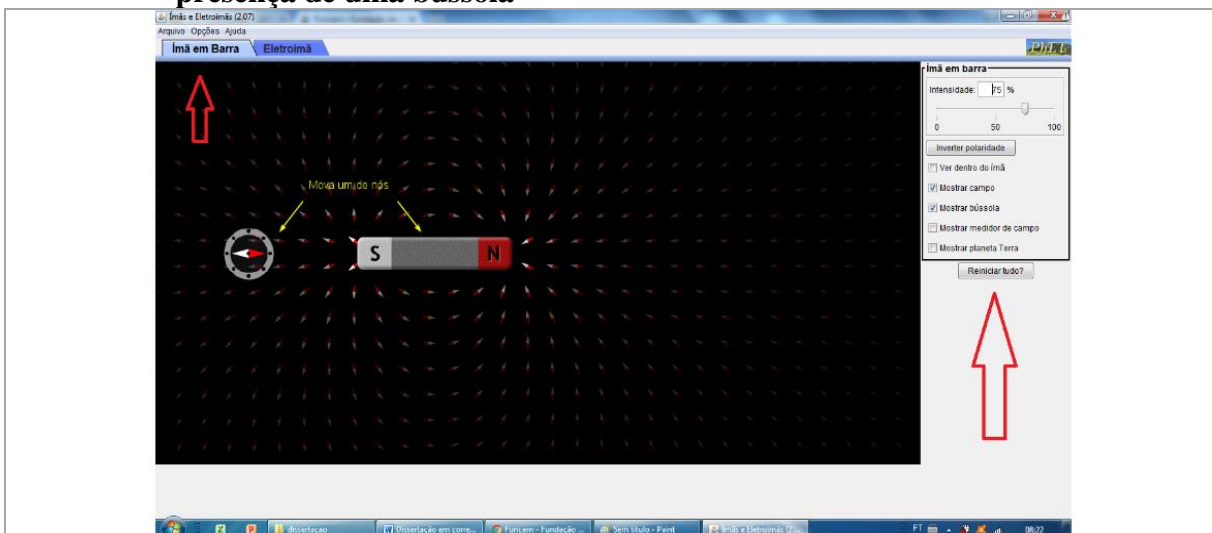 presença de uma bússola
Ímãs e Eletroímãs (2.07)
Arquivo Opções Ajuda
Ímã em Barra Eletroimã
PhET
Ímã em barra
Intensidade: 75 %
0 50 100
Inverter polaridade
Ver dentro do ímã
Mostrar campo
Mostrar bússola
Mostrar medidor de campo
Mostrar planeta Terra
Reiniciar tudo?
Mova um do nós
S N
dissertacao
Dissertação em corre...
Funcern - Fundação ...
Sem título - Paint
Ímãs e Eletroímãs (2....
PT
08:22